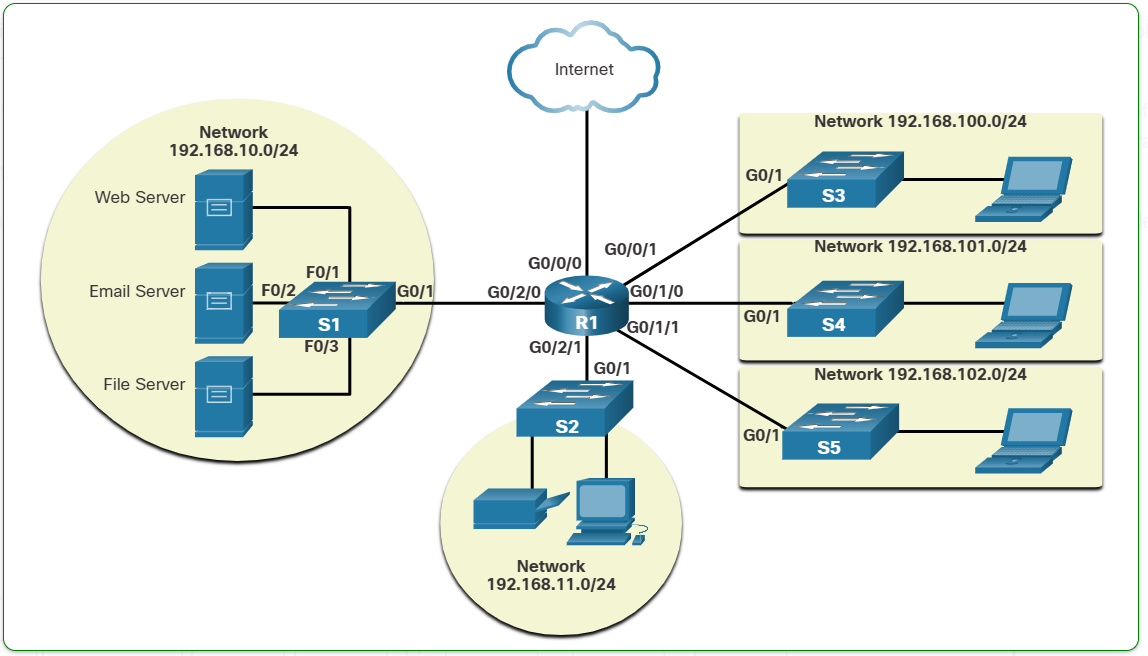 Internet
Network
192.168.10.0/24
Web Server
Email Server
File Server
F0/1
F0/2
F0/3
S1
G0/1
G0/2/0
G0/0/0
G0/0/1
G0/1/0
G0/1/1
R1
G0/2/1
G0/1
S2
Network
192.168.11.0/24
Network 192.168.100.0/24
G0/1
S3
Network 192.168.101.0/24
G0/1
S4
Network 192.168.102.0/24
G0/1
S5